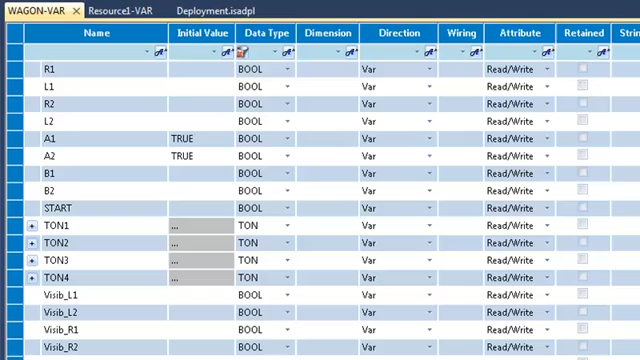 WAGON-VAR Resource1-VAR Deployment.isadpl
Name Initial Value Data Type Dimension Direction Wiring Attribute Retained Strin
R1 BOOL Var Read/Write
L1 BOOL Var Read/Write
R2 BOOL Var Read/Write
L2 BOOL Var Read/Write
A1 TRUE BOOL Var Read/Write
A2 TRUE BOOL Var Read/Write
B1 BOOL Var Read/Write
B2 BOOL Var Read/Write
START BOOL Var Read/Write
TON1 ... TON Var Read/Write
TON2 ... TON Var Read/Write
TON3 ... TON Var Read/Write
TON4 ... TON Var Read/Write
Visib_L1 BOOL Var Read/Write
Visib_L2 BOOL Var Read/Write
Visib_R1 BOOL Var Read/Write
Visib_R2 BOOL Var Read/Write